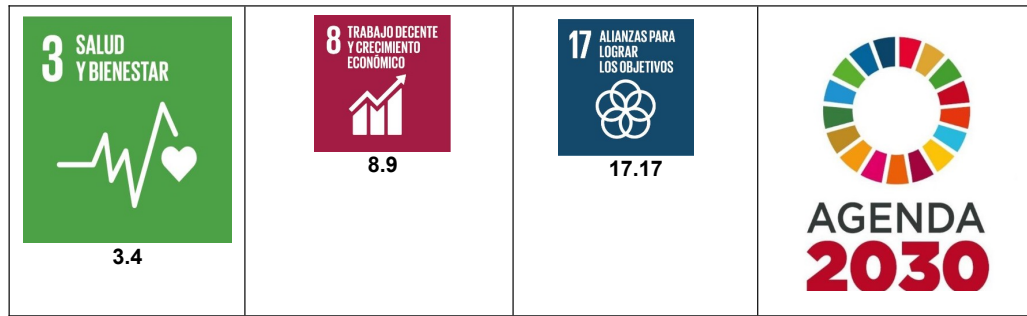 3 SALUD
Y BIENESTAR
3.4
8 TRABAJO DECENTE
Y CRECIMIENTO
ECONÓMICO
8.9
17 ALIANZAS PARA
LOGRAR
LOS OBJETIVOS
17.17
AGENDA
2030